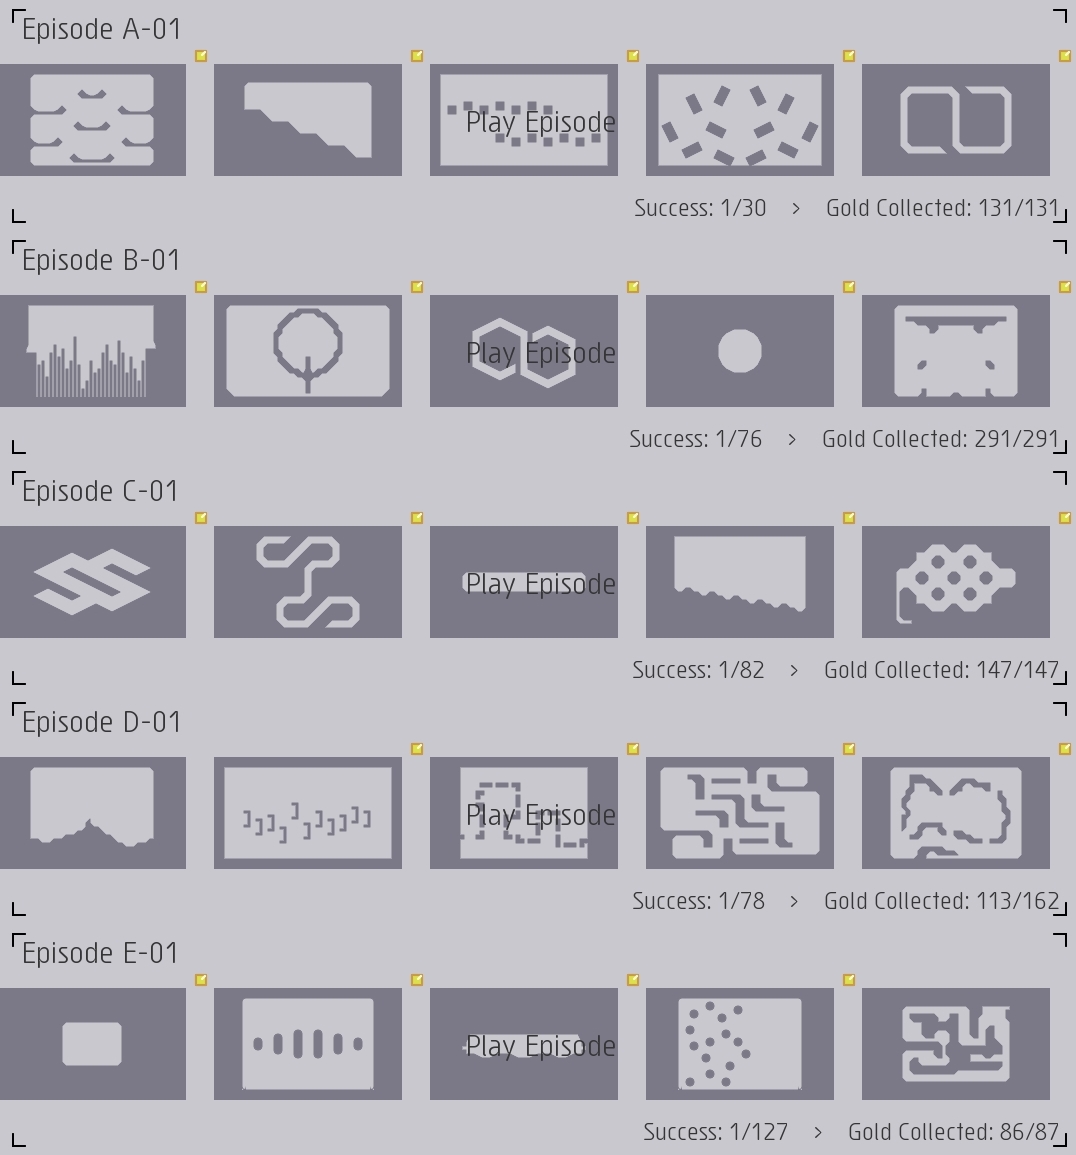 Episode A-01
Play Episode
Success: 1/30 > Gold Collected: 131/131
Episode B-01
Play Episode
Success: 1/76 > Gold Collected: 291/291
Episode C-01
Play Episode
Success: 1/82 > Gold Collected: 147/147
Episode D-01
Play Episode
Success: 1/78 > Gold Collected: 113/162
Episode E-01
Play Episode
Success: 1/127 > Gold Collected: 86/87